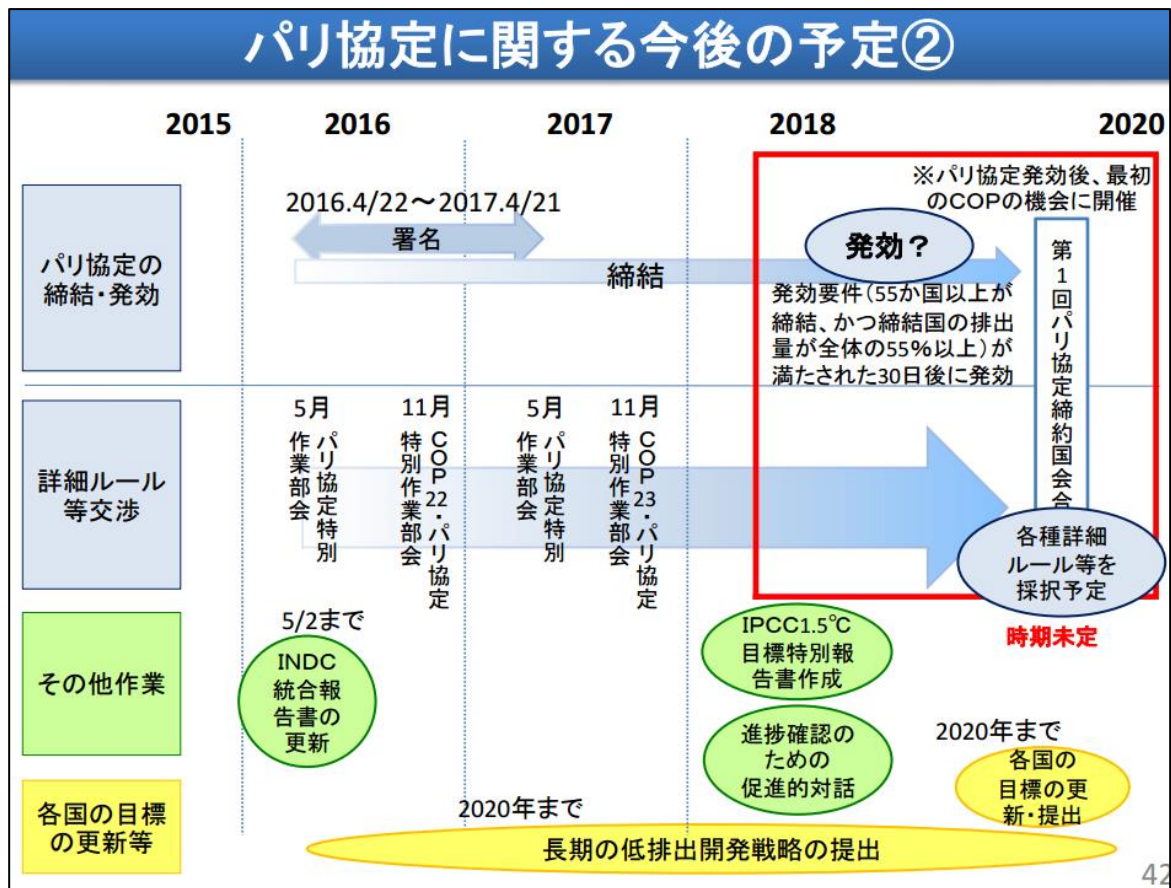 パリ協定に関する今後の予定②
2015
2016
2017
2018
2020
パリ協定の
締結・発効
2016.4/22～2017.4/21
署名
締結
※パリ協定発効後、最初
のCOPの機会に開催
発効？
発効要件（55か国以上が
締結、かつ締結国の排出
量が全体の55%以上）が
満たされた30日後に発効
第1回パリ協定締約国会合
詳細ルール
等交渉
5月
パリ協定特別
作業部会
11月
COP22・パリ協定
特別作業部会
5月
パリ協定特別
作業部会
11月
COP23・パリ協定
特別作業部会
各種詳細
ルール等を
採択予定
時期未定
その他作業
5/2まで
INDC
統合報
告書の
更新
IPCC1.5℃
目標特別報
告書作成
進捗確認の
ための
促進的対話
各国の目標
の更新等
2020年まで
長期の低排出開発戦略の提出
2020年まで
各国の
目標の更
新・提出
42